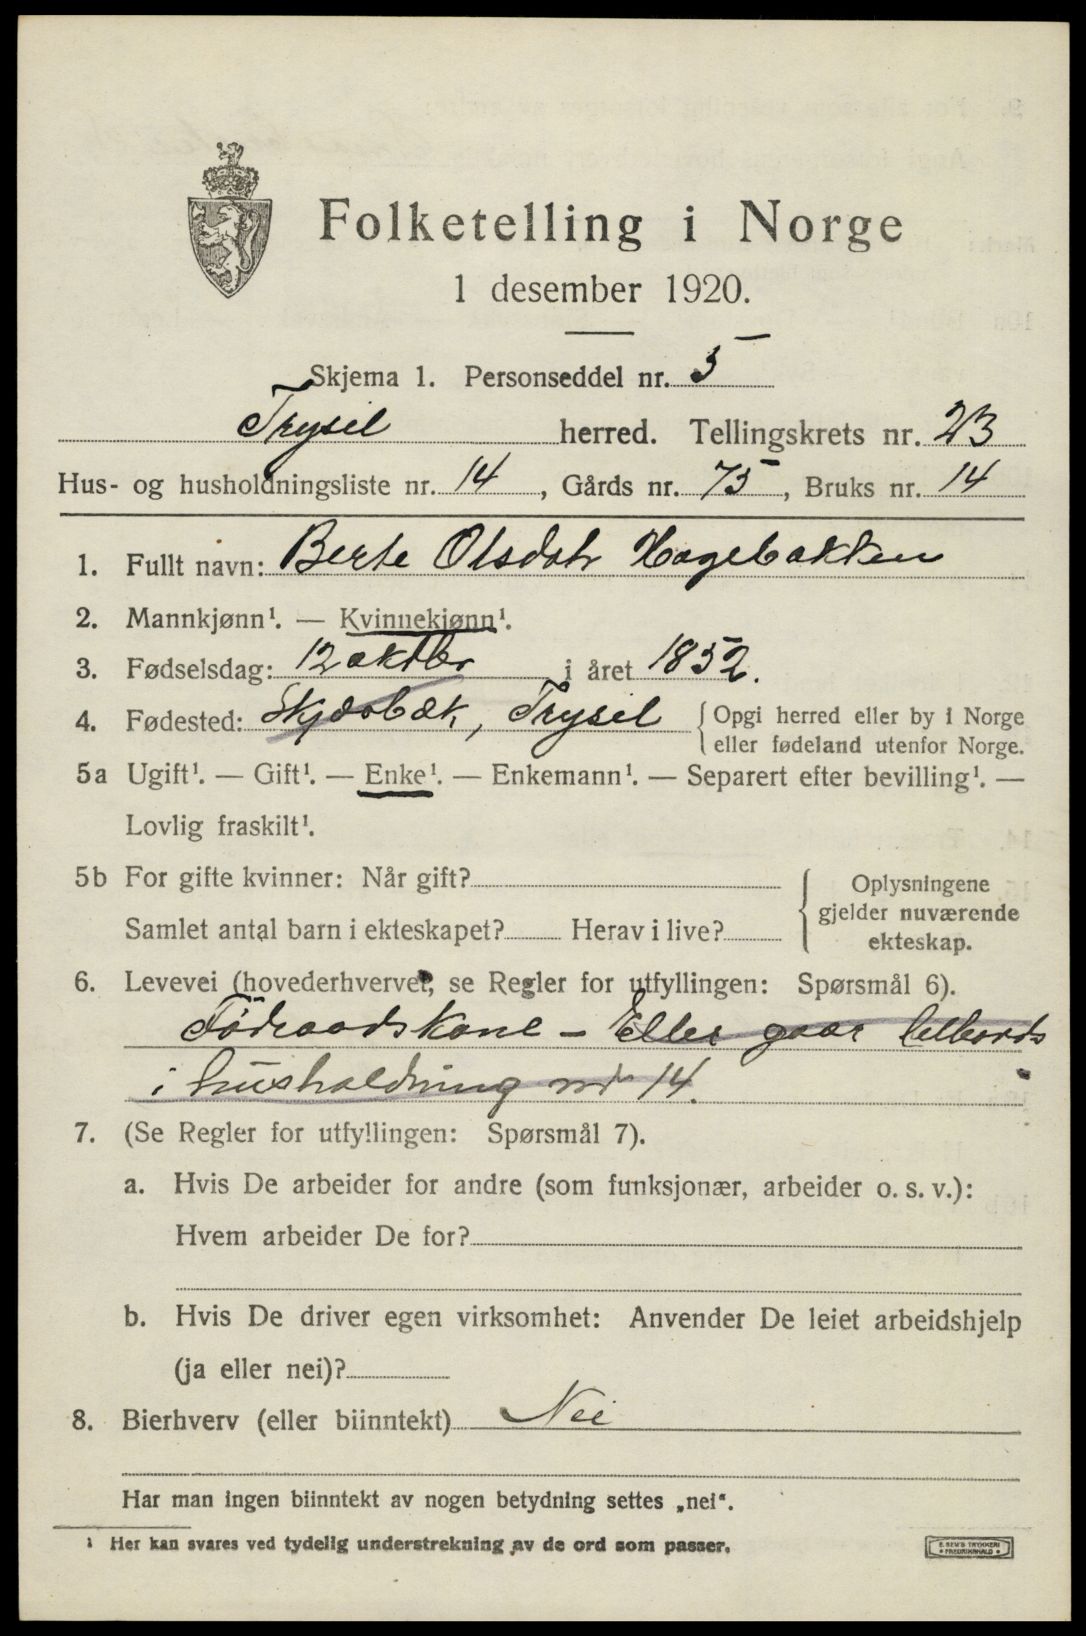 Folketelling i Norge
1 desember 1920.
Skjema 1. Personseddel nr. 5
Trysil herred. Tellingskrets nr. 23
Hus- og husholdningsliste nr. 14, Gårds nr. 75, Bruks nr. 14
1. Fullt navn: Berte Olsdatr Hagebakken
2. Mannkjønn¹. — Kvinnekjønn¹.
3. Fødselsdag: 12 oktbr i året 1852.
4. Fødested: Skjærbæk, Trysil { Opgi herred eller by i Norge
eller fødeland utenfor Norge.
5a Ugift¹. — Gift¹. — Enke¹. — Enkemann¹. — Separert efter bevilling¹. —
Lovlig fraskilt¹.
5b For gifte kvinner: Når gift? { Oplysningene
gjelder nuværende
Samlet antal barn i ekteskapet? Herav i live?
ekteskap.
6. Levevei (hovederhvervet, se Regler for utfyllingen: Spørsmål 6).
Föderaadskone – Eller gaar
i husholdning nr 14.
7. (Se Regler for utfyllingen: Spørsmål 7).
a. Hvis De arbeider for andre (som funksjonær, arbeider o. s. v.):
Hvem arbeider De for?
b. Hvis De driver egen virksomhet: Anvender De leiet arbeidshjelp
(ja eller nei)?
8. Bierhverv (eller biinntekt) Nei
Har man ingen biinntekt av nogen betydning settes „nei“.
¹ Her kan svares ved tydelig understrekning av de ord som passer.
E. SEM'S TRYKKERI
FREDRIKSHALD